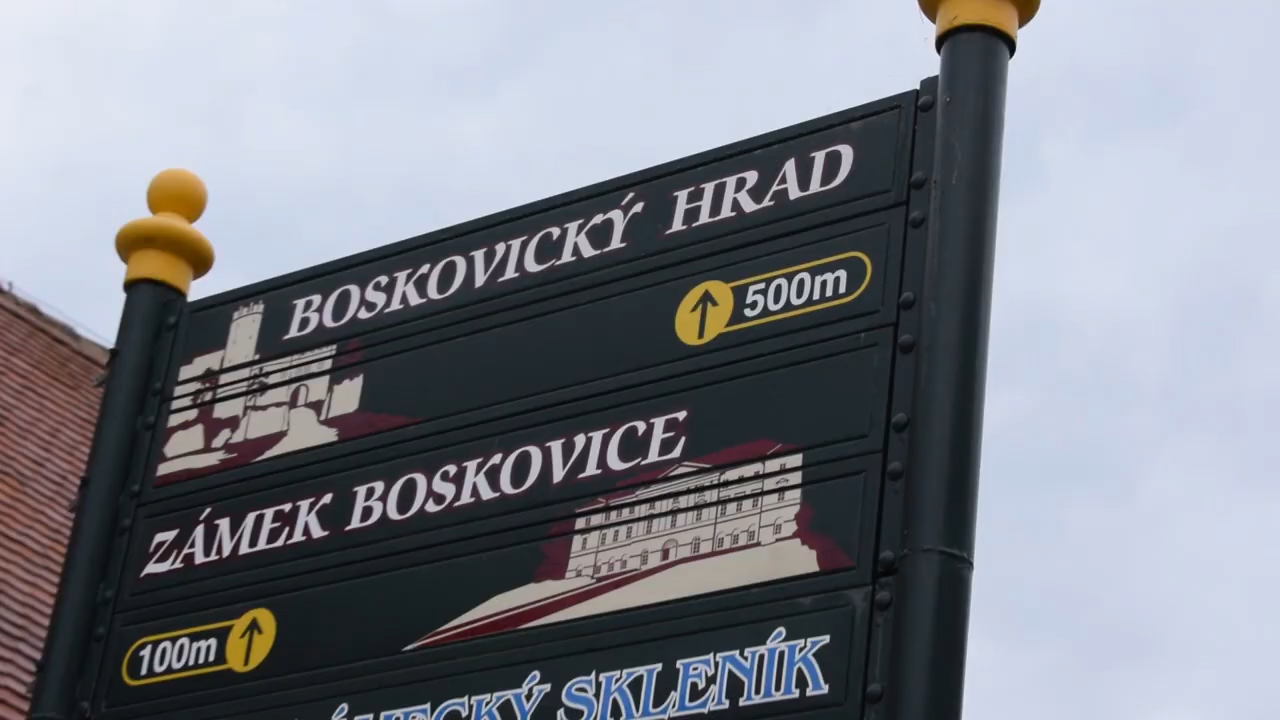 BOSKOVICKÝ HRAD
500m
ZÁMEK BOSKOVICE
100m
SKLENÍK